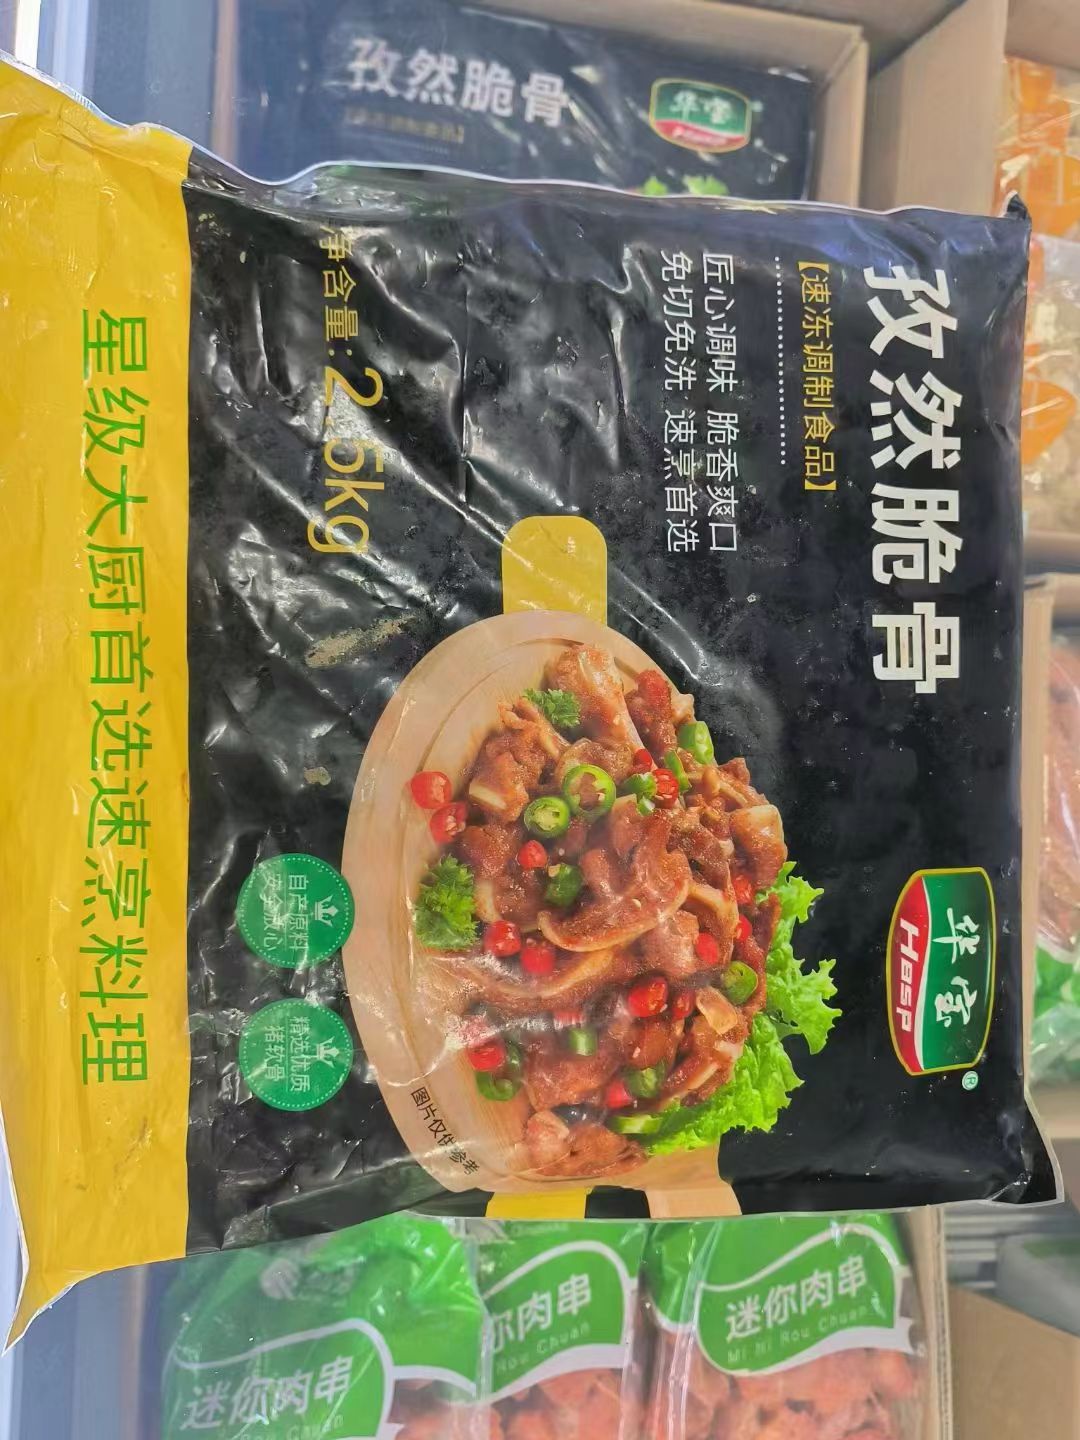 孜然脆骨
华宝
孜然脆骨
【速冻调制食品】
匠心调味 脆香爽口
免切免洗 速烹首选
净含量:2.5kg
华宝
HBSP
®
自产原料
安全放心
精选优质
猪软骨
图片仅供参考
星级大厨首选速烹料理
迷你肉串
你肉串
Rou Chuan
迷你肉串
Mi Ni Rou Chuan